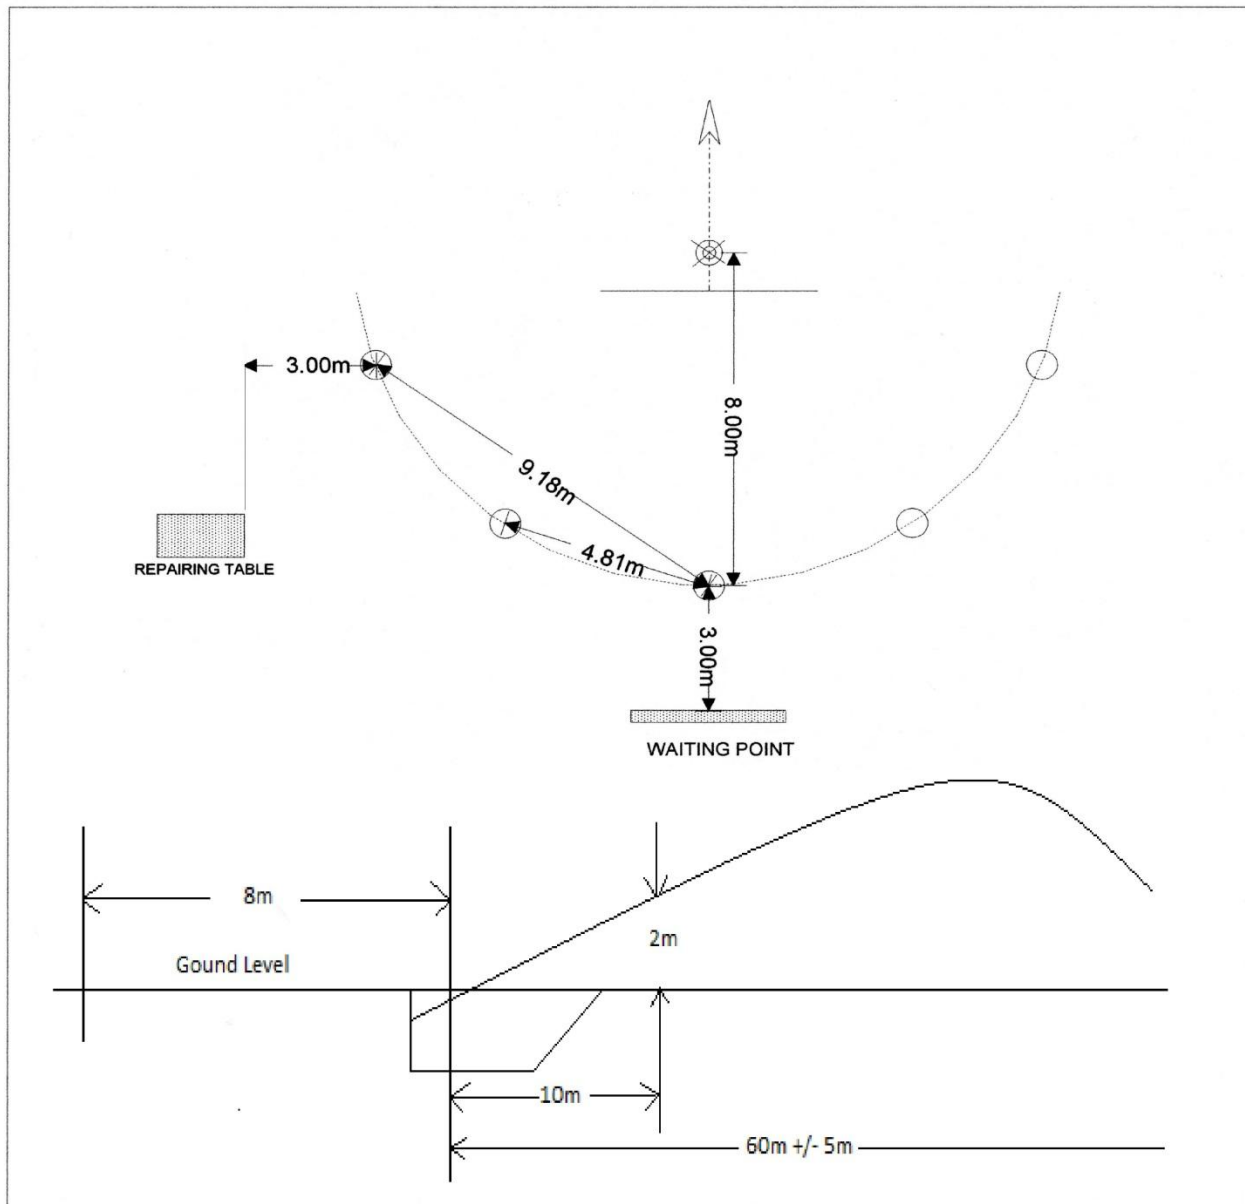 3.00m
8.00m
9.18m
4.81m
REPAIRING TABLE
3.00m
WAITING POINT
8m
2m
Gound Level
10m
60m +/- 5m